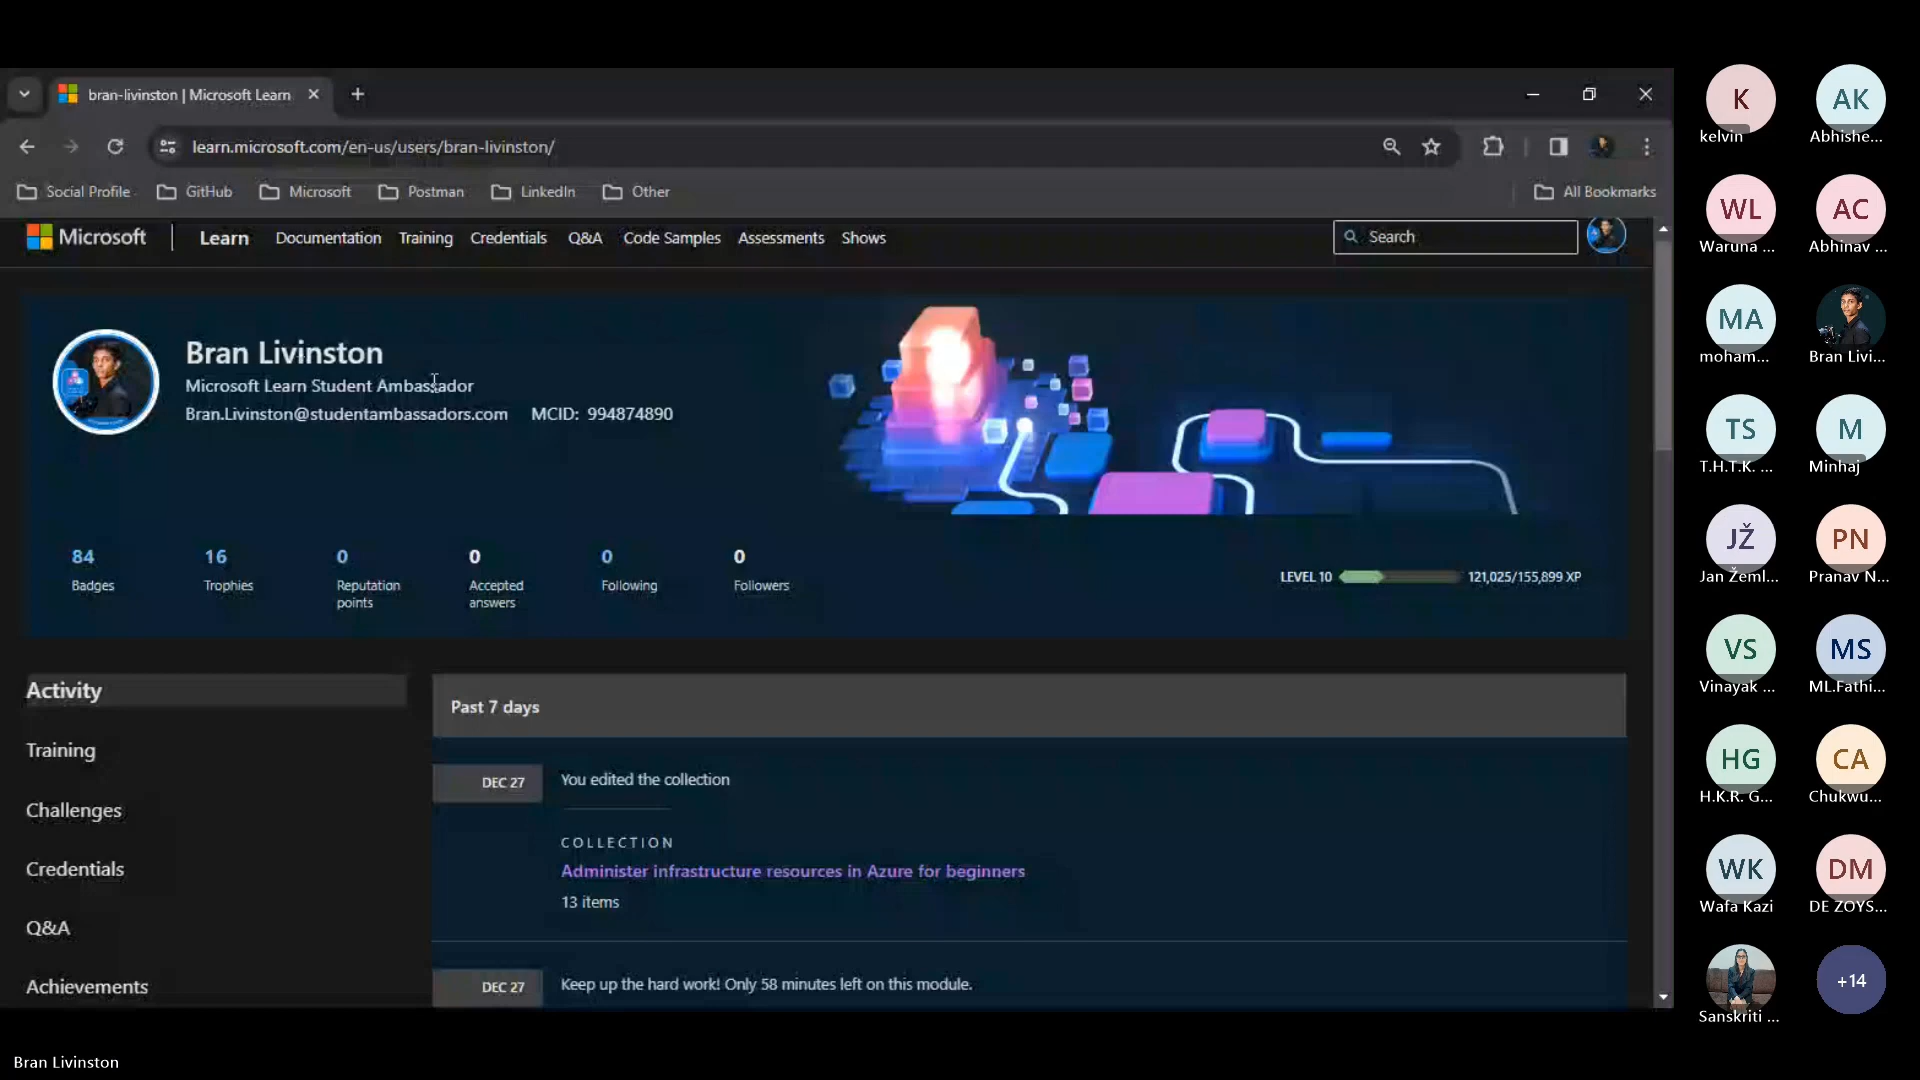 bran-livinston | Microsoft Learn
learn.microsoft.com/en-us/users/bran-livinston/
Social Profile
GitHub
Microsoft
Postman
LinkedIn
Other
All Bookmarks
Microsoft
Learn
Documentation
Training
Credentials
Q&A
Code Samples
Assessments
Shows
Search
Bran Livinston
Microsoft Learn Student Ambassador
Bran.Livinston@studentambassadors.com MCID: 994874890
84
Badges
16
Trophies
0
Reputation
points
0
Accepted
answers
0
Following
0
Followers
LEVEL 10
121,025/155,899 XP
Activity
Training
Challenges
Credentials
Q&A
Achievements
Past 7 days
DEC 27
You edited the collection
COLLECTION
Administer infrastructure resources in Azure for beginners
13 items
DEC 27
Keep up the hard work! Only 58 minutes left on this module.
K
kelvin
AK
Abhishe...
WL
Waruna ...
AC
Abhinav ...
MA
moham...
Bran Livi...
TS
T.H.T.K. ...
M
Minhaj
JŽ
Jan Žeml...
PN
Pranav N...
VS
Vinayak ...
MS
ML.Fathi...
HG
H.K.R. G...
CA
Chukwu...
WK
Wafa Kazi
DM
DE ZOYS...
Sanskriti ...
+14
Bran Livinston